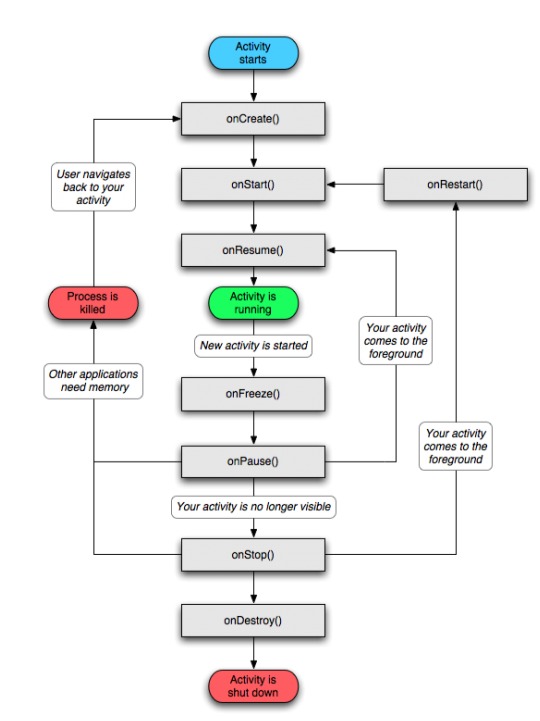 Activity
starts
onCreate()
User navigates
back to your
activity
onStart()
onRestart()
onResume()
Process is
killed
Activity is
running
New activity is started
Your activity
comes to the
foreground
Other applications
need memory
onFreeze()
Your activity
comes to the
foreground
onPause()
Your activity is no longer visible
onStop()
onDestroy()
Activity is
shut down